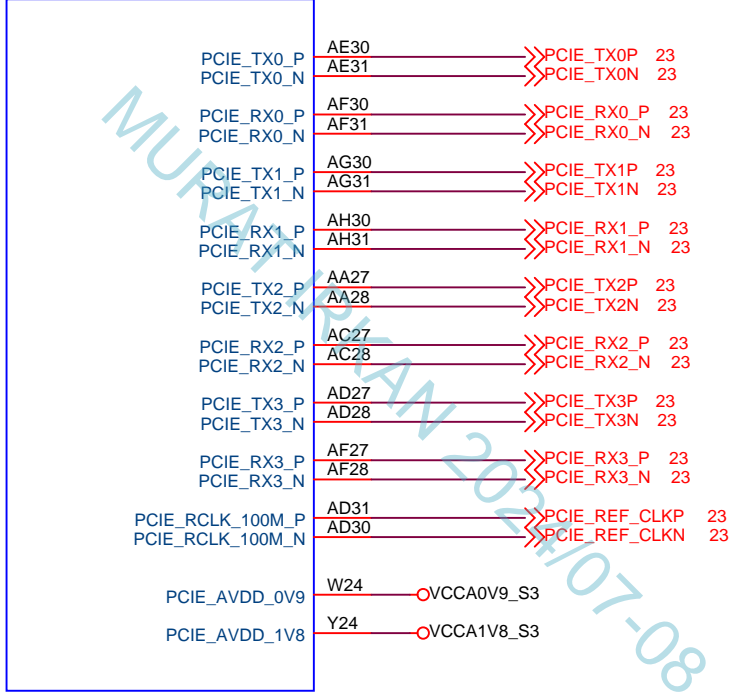 PCIE_TX0_P AE30 PCIE_TX0P 23
PCIE_TX0_N AE31 PCIE_TX0N 23
PCIE_RX0_P AF30 PCIE_RX0_P 23
PCIE_RX0_N AF31 PCIE_RX0_N 23
PCIE_TX1_P AG30 PCIE_TX1P 23
PCIE_TX1_N AG31 PCIE_TX1N 23
PCIE_RX1_P AH30 PCIE_RX1_P 23
PCIE_RX1_N AH31 PCIE_RX1_N 23
PCIE_TX2_P AA27 PCIE_TX2P 23
PCIE_TX2_N AA28 PCIE_TX2N 23
PCIE_RX2_P AC27 PCIE_RX2_P 23
PCIE_RX2_N AC28 PCIE_RX2_N 23
PCIE_TX3_P AD27 PCIE_TX3P 23
PCIE_TX3_N AD28 PCIE_TX3N 23
PCIE_RX3_P AF27 PCIE_RX3_P 23
PCIE_RX3_N AF28 PCIE_RX3_N 23
PCIE_RCLK_100M_P AD31 PCIE_REF_CLKP 23
PCIE_RCLK_100M_N AD30 PCIE_REF_CLKN 23
PCIE_AVDD_0V9 W24 VCCA0V9_S3
PCIE_AVDD_1V8 Y24 VCCA1V8_S3
MURAT IRKAN 2024/07-08